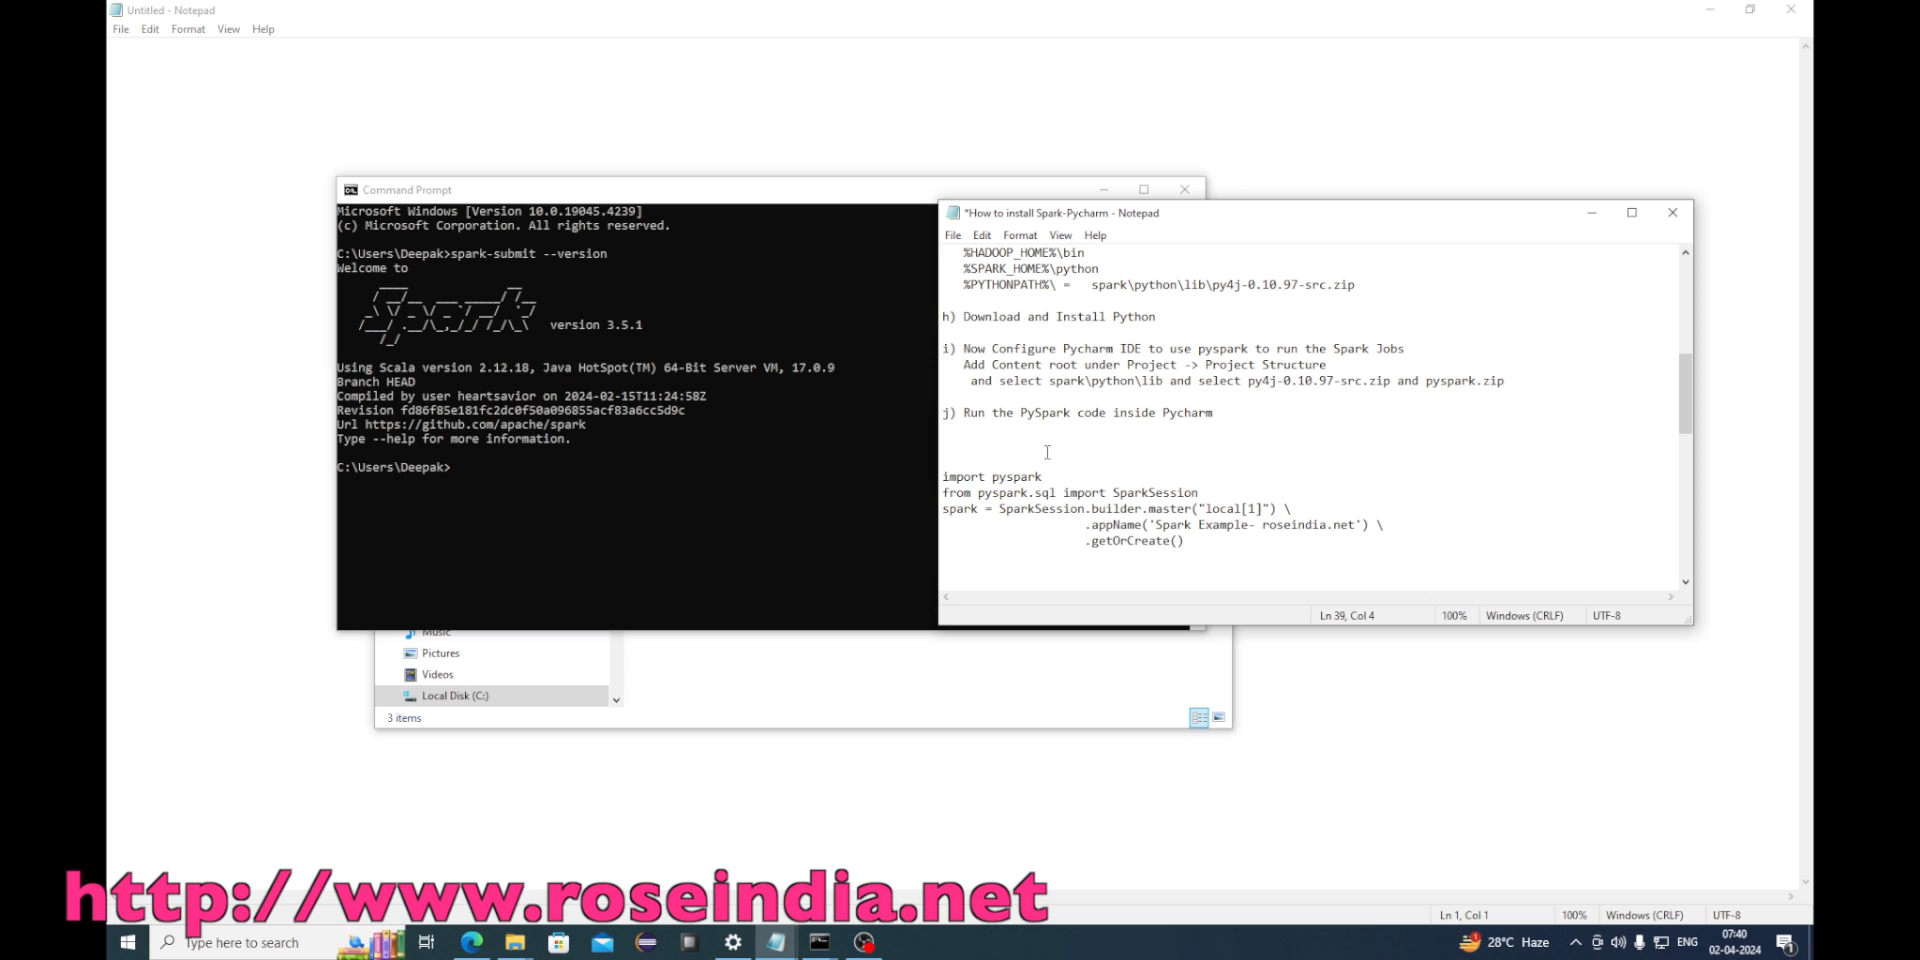 Untitled - Notepad
File Edit Format View Help
Command Prompt
Microsoft Windows [Version 10.0.19045.4239]
(c) Microsoft Corporation. All rights reserved.
C:\Users\Deepak>spark-submit --version
Welcome to
Spark version 3.5.1
Using Scala version 2.12.18, Java HotSpot(TM) 64-Bit Server VM, 17.0.9
Branch HEAD
Compiled by user heartsavior on 2024-02-15T11:24:58Z
Revision fd86f85e181fc2dc0f50a096855acf83a6cc5d9c
Url https://github.com/apache/spark
Type --help for more information.
C:\Users\Deepak>
*How to install Spark-Pycharm - Notepad
File Edit Format View Help
%HADOOP_HOME%\bin
%SPARK_HOME%\python
%PYTHONPATH%\ = spark\python\lib\py4j-0.10.97-src.zip
h) Download and Install Python
i) Now Configure Pycharm IDE to use pyspark to run the Spark Jobs
Add Content root under Project -> Project Structure
and select spark\python\lib and select py4j-0.10.97-src.zip and pyspark.zip
j) Run the PySpark code inside Pycharm
import pyspark
from pyspark.sql import SparkSession
spark = SparkSession.builder.master("local[1]") \
.appName('Spark Example- roseindia.net') \
.getOrCreate()
Ln 39, Col 4 100% Windows (CRLF) UTF-8
Music
Pictures
Videos
Local Disk (C:)
3 items
http://www.roseindia.net
Ln 1, Col 1 100% Windows (CRLF) UTF-8
Type here to search
28°C Haze
ENG
07:40
02-04-2024
1